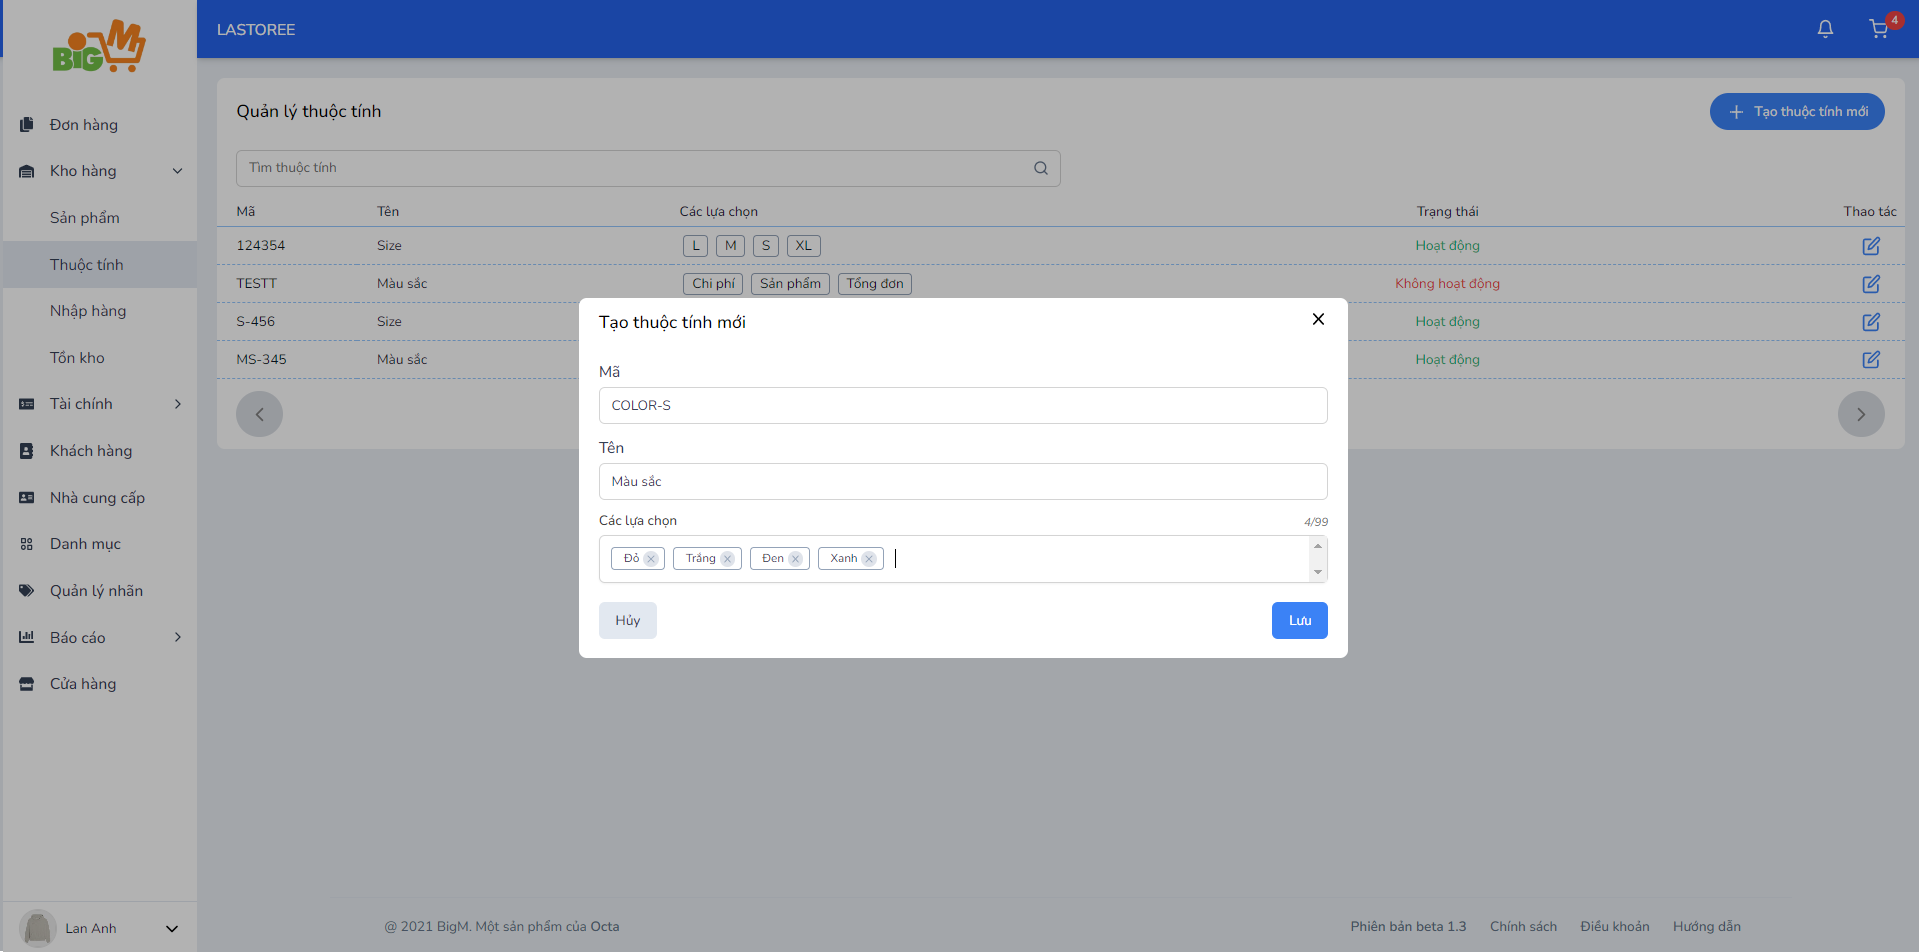 BIGM
LASTOREE
4
Đơn hàng
Kho hàng
Sản phẩm
Thuộc tính
Nhập hàng
Tồn kho
Tài chính
Khách hàng
Nhà cung cấp
Danh mục
Quản lý nhãn
Báo cáo
Cửa hàng
Lan Anh
Quản lý thuộc tính
Tạo thuộc tính mới
Tìm thuộc tính
Mã Tên Các lựa chọn Trạng thái Thao tác
124354 Size L M S XL Hoạt động
TESTT Màu sắc Chi phí Sản phẩm Tổng đơn Không hoạt động
S-456 Size Hoạt động
MS-345 Màu sắc Hoạt động
Tạo thuộc tính mới
Mã
COLOR-S
Tên
Màu sắc
Các lựa chọn 4/99
Đỏ Trắng Đen Xanh
Hủy Lưu
@ 2021 BigM. Một sản phẩm của Octa
Phiên bản beta 1.3 Chính sách Điều khoản Hướng dẫn